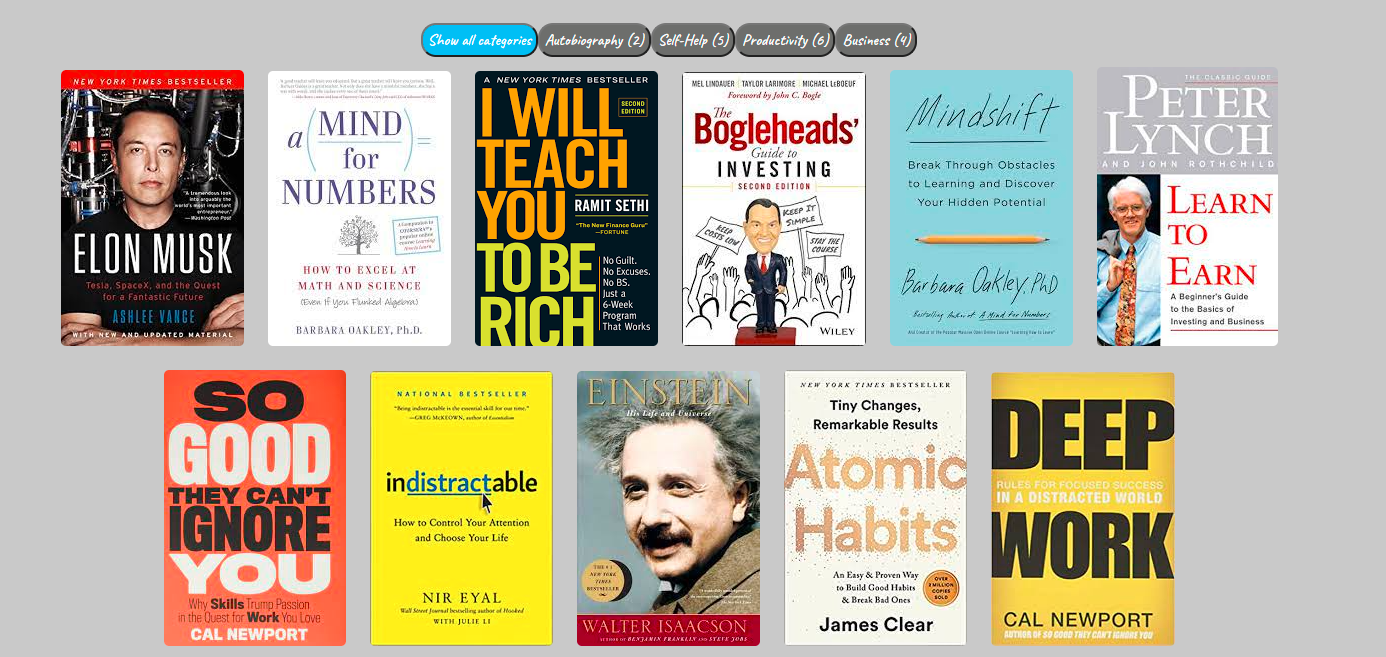 Show all categories
Autobiography (2)
Self-Help (5)
Productivity (6)
Business (4)
NEW YORK TIMES BESTSELLER
"A tremendous look
into arguably the
world's most important
entrepreneur."
—Washington Post
ELON MUSK
Tesla, SpaceX, and the Quest
for a Fantastic Future
ASHLEE VANCE
WITH NEW AND UPDATED MATERIAL
a (MIND)=
for
NUMBERS
A companion to
COURSERA®'s
popular online
course Learning
How to Learn
HOW TO EXCEL AT
MATH AND SCIENCE
(Even If You Flunked Algebra)
BARBARA OAKLEY, Ph.D.
A NEW YORK TIMES BESTSELLER
I WILL
SECOND
EDITION
TEACH
YOU
RAMIT SETHI
"The New Finance Guru"
—FORTUNE
TO BE
RICH
No Guilt.
No Excuses.
No BS.
Just a
6-Week
Program
That Works
MEL LINDAUER | TAYLOR LARIMORE | MICHAEL LeBOEUF
Foreword by John C. Bogle
The
Bogleheads'
Guide to
INVESTING
SECOND EDITION
KEEP
COSTS LOW
KEEP IT
SIMPLE
STAY THE
COURSE
WILEY
Mindshift
Break Through Obstacles
to Learning and Discover
Your Hidden Potential
Barbara Oakley, PhD
Bestselling Author of A Mind for Numbers
And Creator of the Popular Massive Open Online Course "Learning How to Learn"
THE CLASSIC GUIDE
PETER
LYNCH
AND JOHN ROTHCHILD
LEARN
TO
EARN
A Beginner's Guide
to the Basics of
Investing and Business
SO
GOOD
THEY CAN'T
IGNORE
YOU
Why Skills Trump Passion
in the Quest for Work You Love
CAL NEWPORT
NATIONAL BESTSELLER
"Being indistractable is the essential skill for our time."
—GREG McKEOWN, author of Essentialism
indistractable
How to Control Your Attention
and Choose Your Life
NIR EYAL
Wall Street Journal bestselling author of Hooked
WITH JULIE LI
EINSTEIN
His Life and Universe
THE #1
NEW YORK
TIMES
BESTSELLER
WALTER ISAACSON
AUTHOR OF BENJAMIN FRANKLIN AND STEVE JOBS
NEW YORK TIMES BESTSELLER
Tiny Changes,
Remarkable Results
Atomic
Habits
An Easy & Proven Way
to Build Good Habits
& Break Bad Ones
OVER
2 MILLION
COPIES
SOLD
James Clear
DEEP
RULES FOR FOCUSED SUCCESS
IN A DISTRACTED WORLD
WORK
CAL NEWPORT
AUTHOR OF SO GOOD THEY CAN'T IGNORE YOU